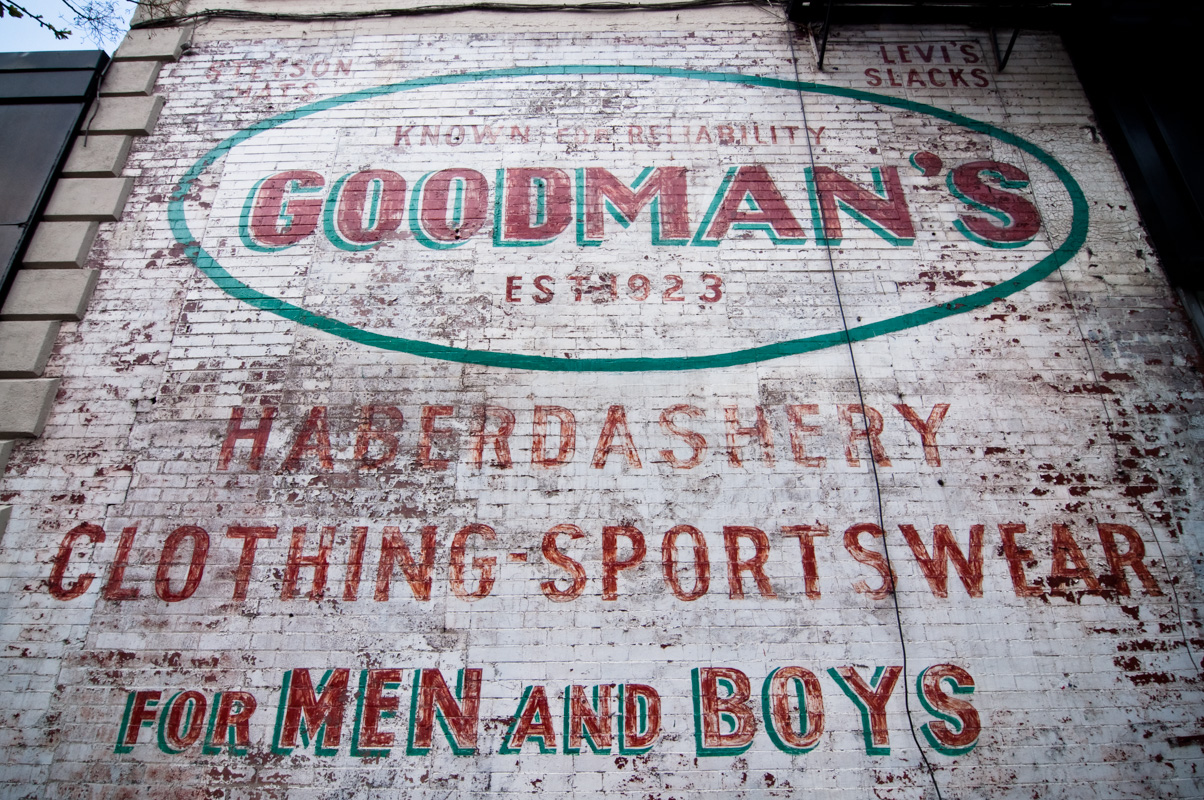 STETSON
HATS
LEVI'S
SLACKS
KNOWN FOR RELIABILITY
GOODMAN'S
EST 1923
HABERDASHERY
CLOTHING-SPORTSWEAR
FOR MEN AND BOYS